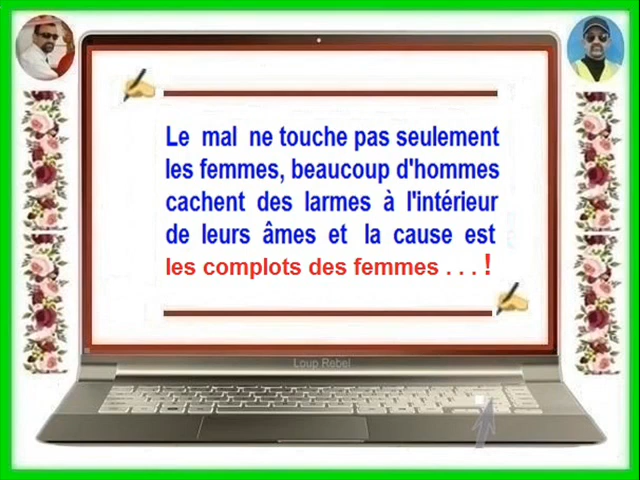 Le mal ne touche pas seulement
les femmes, beaucoup d'hommes
cachent des larmes à l'intérieur
de leurs âmes et la cause est
les complots des femmes . . . !
Loup Rebel